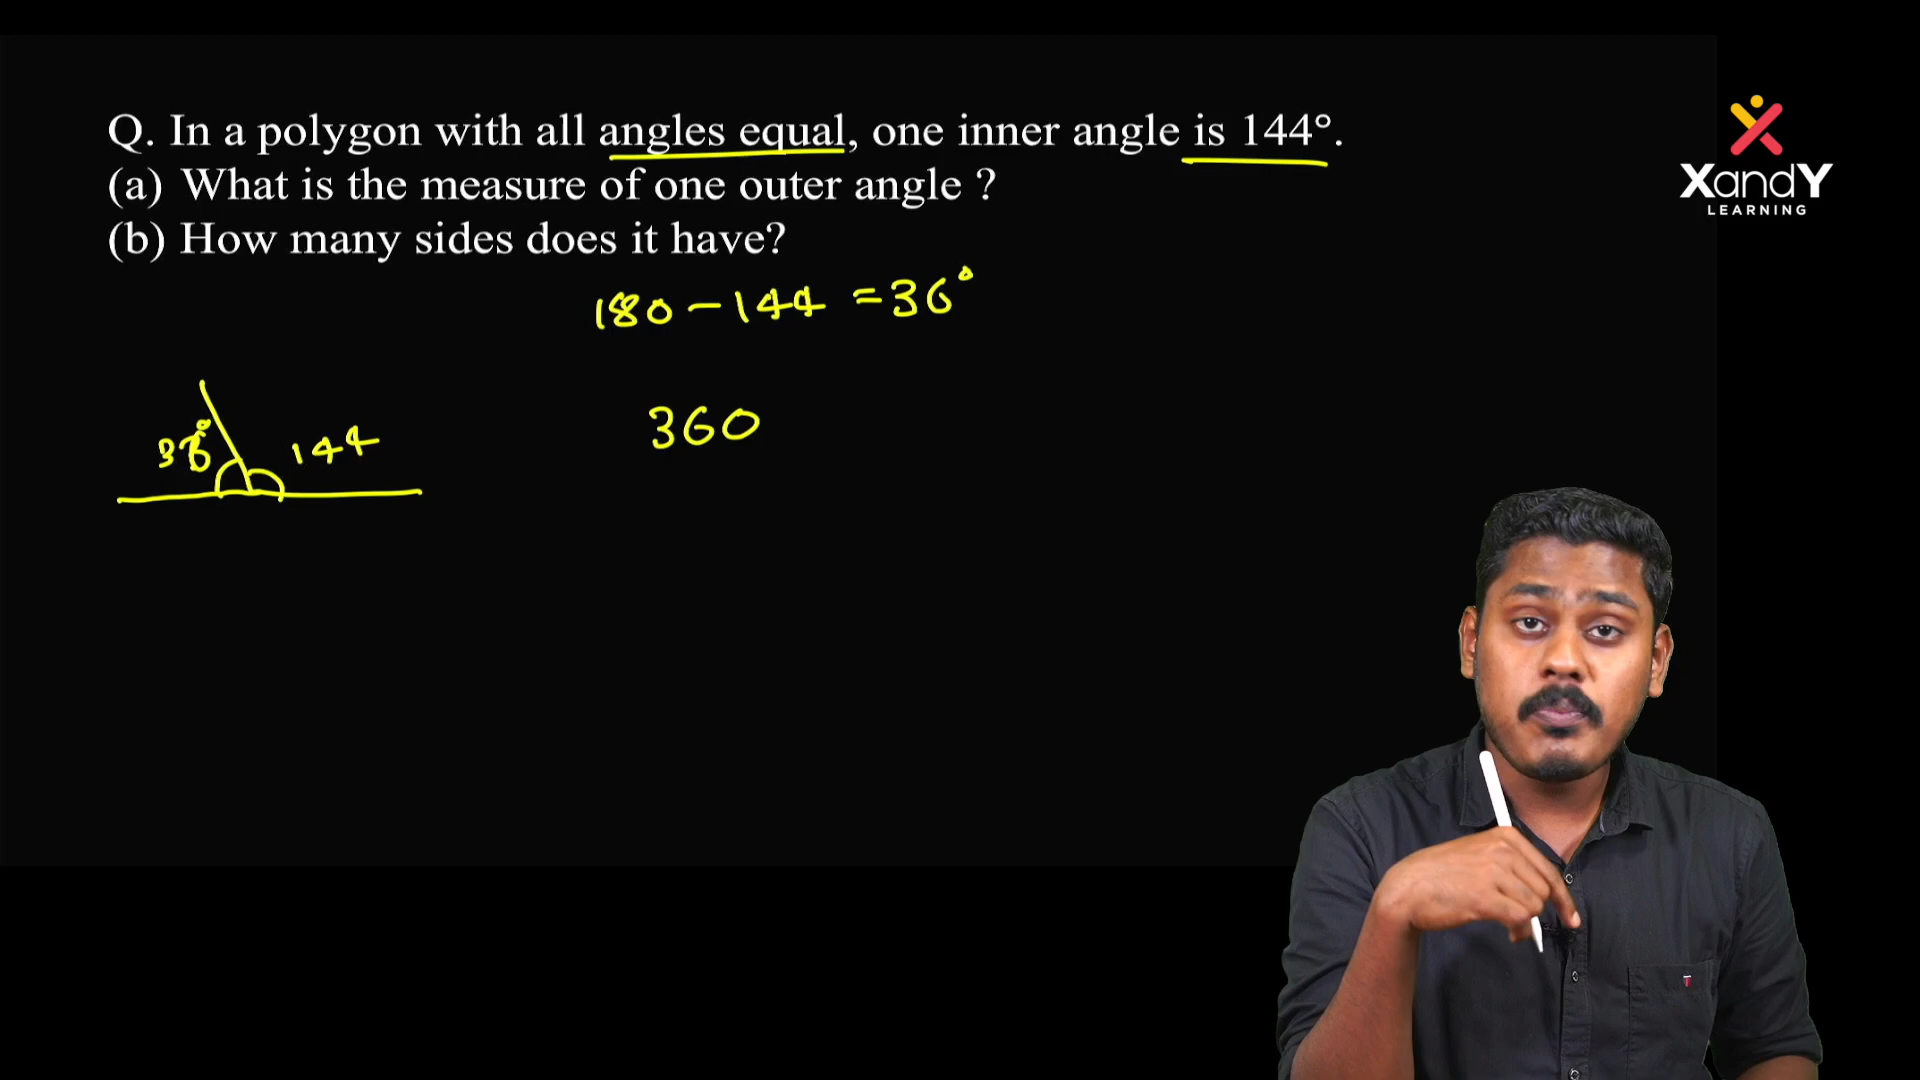 Q. In a polygon with all angles equal, one inner angle is 144°.
(a) What is the measure of one outer angle ?
(b) How many sides does it have?
XandY
LEARNING
180 - 144 = 36°
360
36° 144